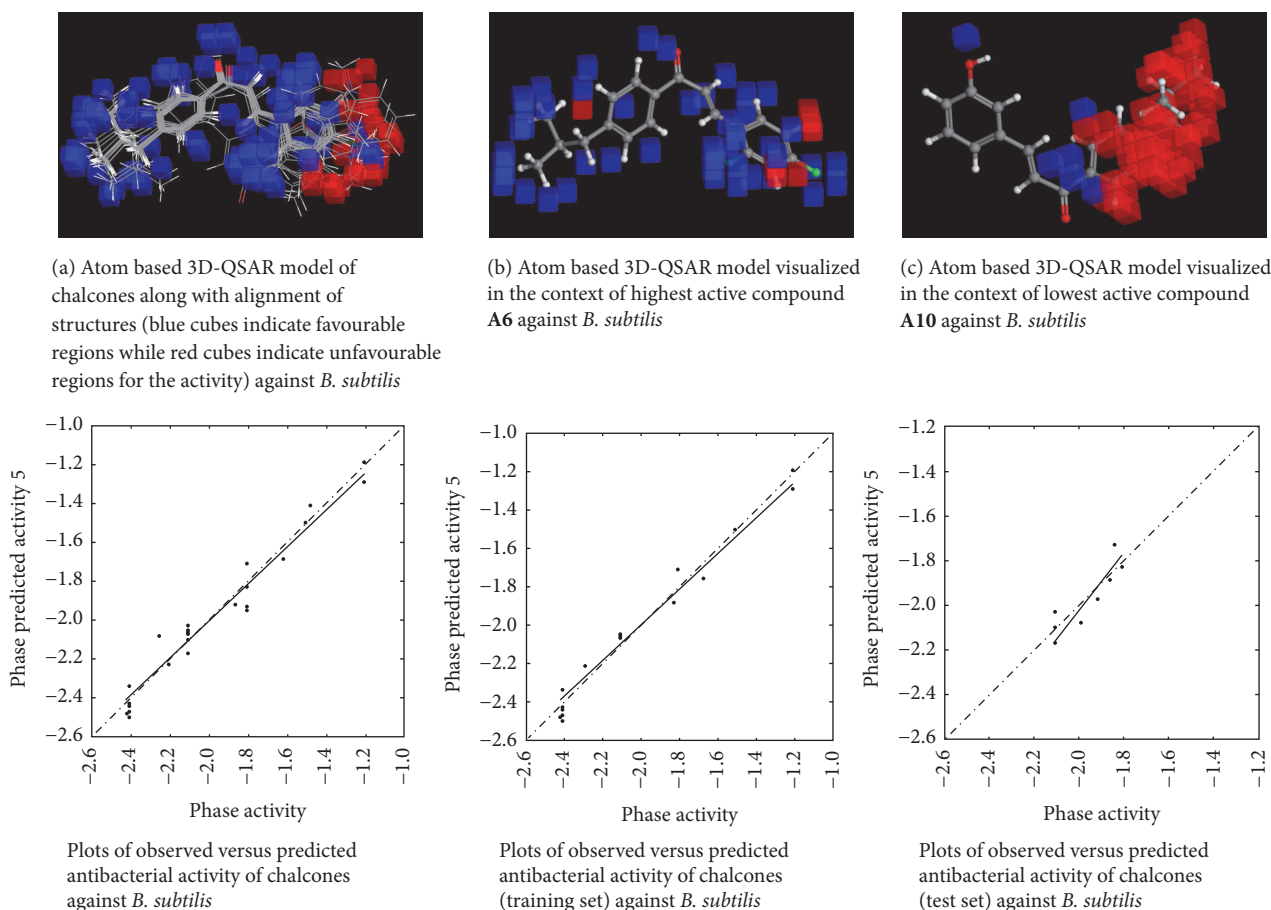 (a) Atom based 3D-QSAR model of
chalcones along with alignment of
structures (blue cubes indicate favourable
regions while red cubes indicate unfavourable
regions for the activity) against B. subtilis
(b) Atom based 3D-QSAR model visualized
in the context of highest active compound
A6 against B. subtilis
(c) Atom based 3D-QSAR model visualized
in the context of lowest active compound
A10 against B. subtilis
Phase predicted activity 5
−1.0
−1.2
−1.4
−1.6
−1.8
−2.0
−2.2
−2.4
−2.6
−2.6
−2.4
−2.2
−2.0
−1.8
−1.6
−1.4
−1.2
−1.0
Phase activity
Plots of observed versus predicted
antibacterial activity of chalcones
against B. subtilis
Phase predicted activity 5
−1.0
−1.2
−1.4
−1.6
−1.8
−2.0
−2.2
−2.4
−2.6
−2.6
−2.4
−2.2
−2.0
−1.8
−1.6
−1.4
−1.2
−1.0
Phase activity
Plots of observed versus predicted
antibacterial activity of chalcones
(training set) against B. subtilis
Phase predicted activity 5
−1.2
−1.4
−1.6
−1.8
−2.0
−2.2
−2.4
−2.6
−2.6
−2.4
−2.2
−2.0
−1.8
−1.6
−1.4
−1.2
Phase activity
Plots of observed versus predicted
antibacterial activity of chalcones
(test set) against B. subtilis